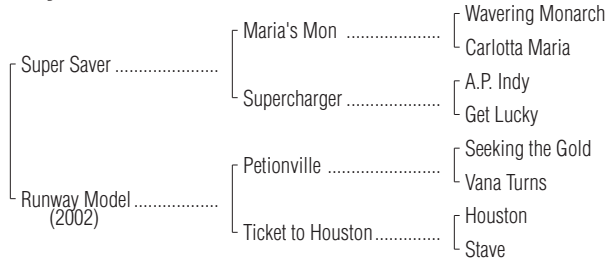 Wavering Monarch
Maria's Mon ....................
Carlotta Maria
Super Saver ......................
A.P. Indy
Supercharger .................
Get Lucky
Seeking the Gold
Petionville .......................
Vana Turns
Runway Model ..................
(2002)
Houston
Ticket to Houston ..............
Stave